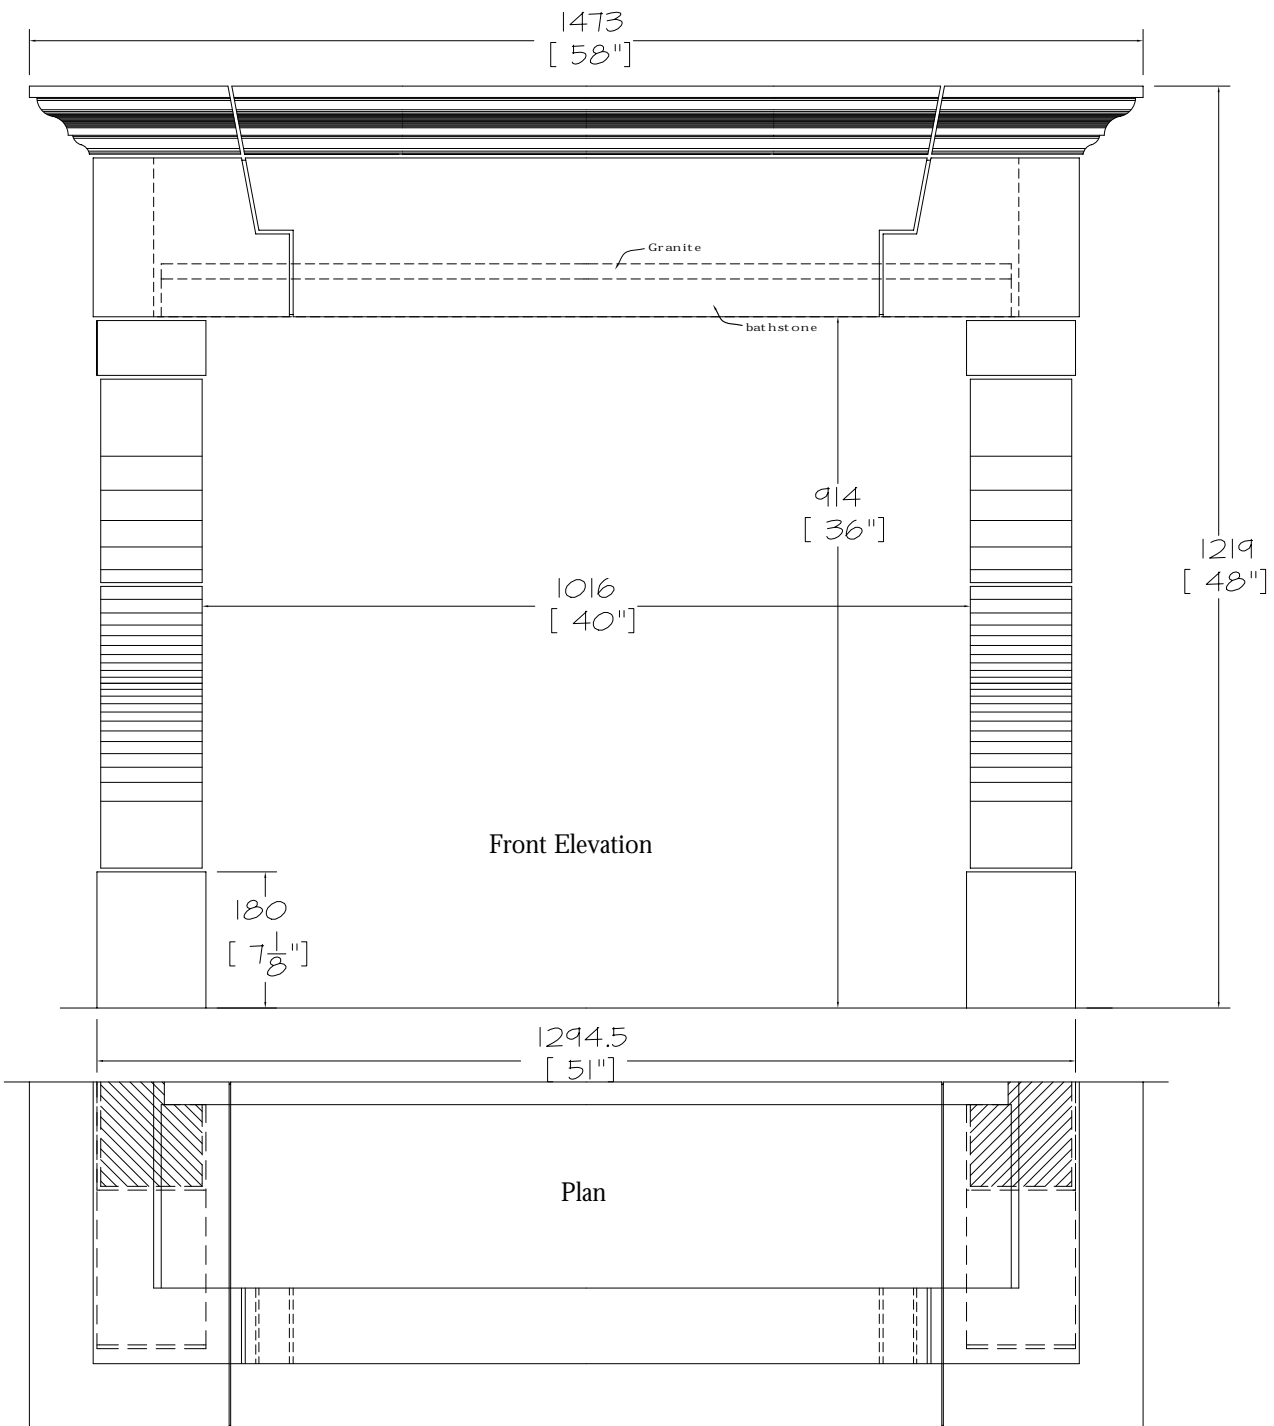 1473
[ 58"]
Granite
bathstone
914
[ 36"]
1219
[ 48"]
1016
[ 40"]
Front Elevation
180
[ 7 1/8"]
1294.5
[ 51"]
Plan